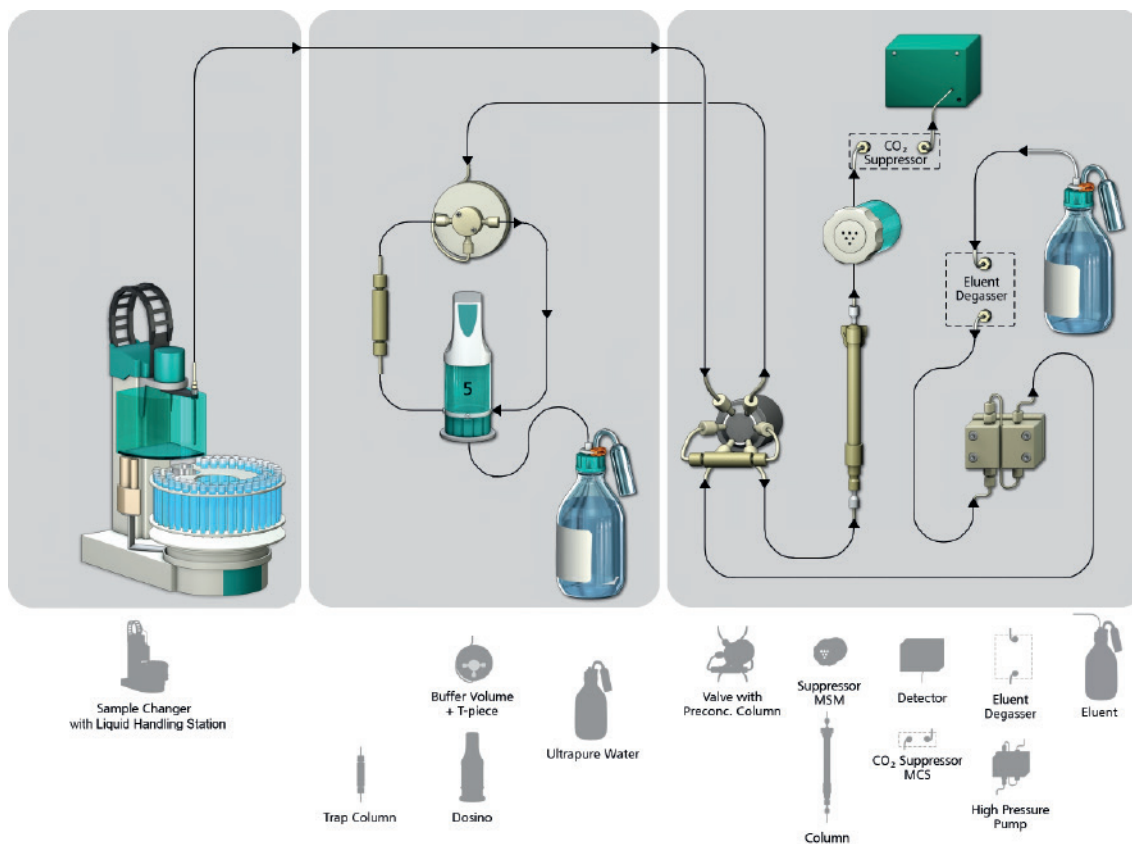 CO₂
Suppressor
Eluent
Degasser
5
Sample Changer
with Liquid Handling Station
Buffer Volume
+ T-piece
Ultrapure Water
Trap Column
Dosino
Valve with
Preconc. Column
Suppressor
MSM
Detector
Eluent
Degasser
Eluent
CO₂ Suppressor
MCS
High Pressure
Pump
Column